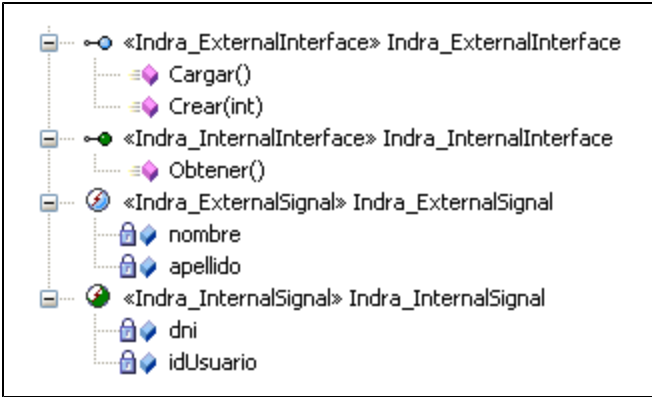 «Indra_ExternalInterface» Indra_ExternalInterface
Cargar()
Crear(int)
«Indra_InternalInterface» Indra_InternalInterface
Obtener()
«Indra_ExternalSignal» Indra_ExternalSignal
nombre
apellido
«Indra_InternalSignal» Indra_InternalSignal
dni
idUsuario